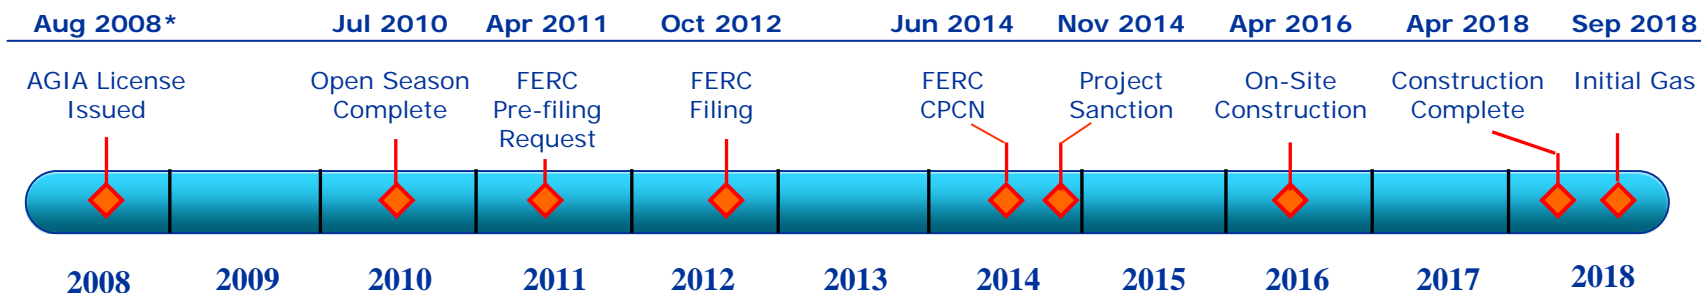 Aug 2008* Jul 2010 Apr 2011 Oct 2012 Jun 2014 Nov 2014 Apr 2016 Apr 2018 Sep 2018
AGIA License
Issued
Open Season
Complete
FERC
Pre-filing
Request
FERC
Filing
FERC
CPCN
Project
Sanction
On-Site
Construction
Construction
Complete
Initial Gas
2008 2009 2010 2011 2012 2013 2014 2015 2016 2017 2018